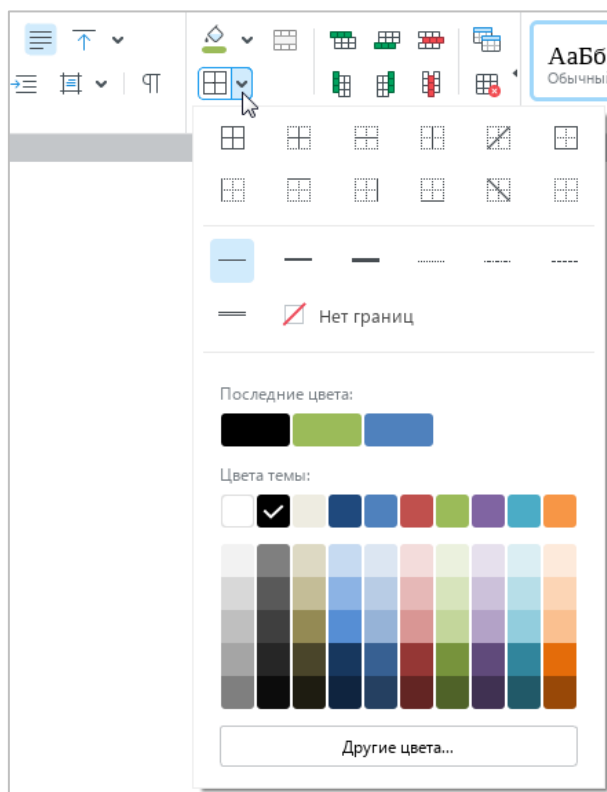 АаБб
Обычный
Нет границ
Последние цвета:
Цвета темы:
Другие цвета...